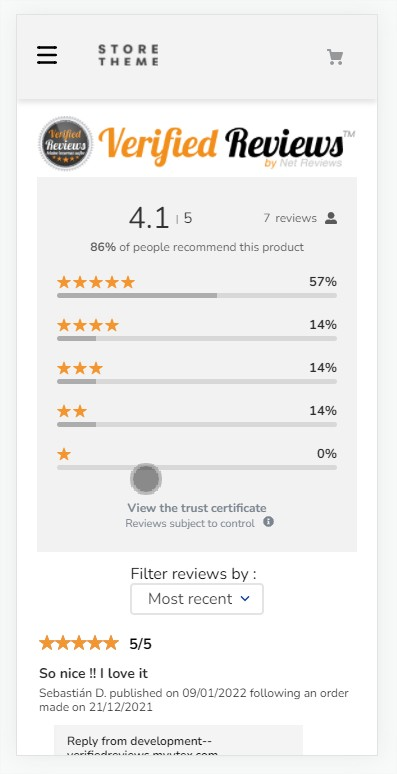 STORE
THEME
Verified
Reviews
Verified Reviews™
by Net Reviews
4.1 | 5
7 reviews
86% of people recommend this product
57%
14%
14%
14%
0%
View the trust certificate
Reviews subject to control
Filter reviews by :
Most recent
5/5
So nice !! I love it
Sebastián D. published on 09/01/2022 following an order
made on 21/12/2021
Reply from development--
verifiedreviews.myvtex.com